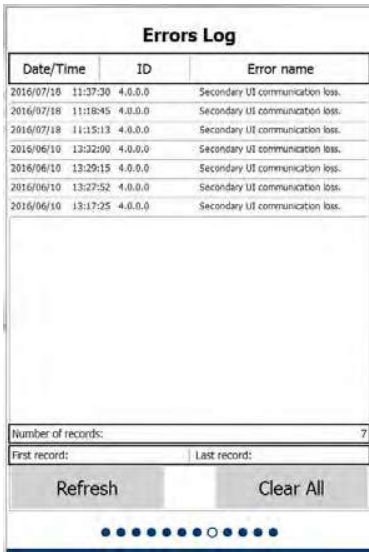 Errors Log
Date/Time ID Error name
2016/07/18 11:37:30 4.0.0.0 Secondary UI communication loss.
2016/07/18 11:18:45 4.0.0.0 Secondary UI communication loss.
2016/07/18 11:15:13 4.0.0.0 Secondary UI communication loss.
2016/06/10 13:32:00 4.0.0.0 Secondary UI communication loss.
2016/06/10 13:29:15 4.0.0.0 Secondary UI communication loss.
2016/06/10 13:27:52 4.0.0.0 Secondary UI communication loss.
2016/06/10 13:17:25 4.0.0.0 Secondary UI communication loss.
Number of records: 7
First record: Last record:
Refresh Clear All